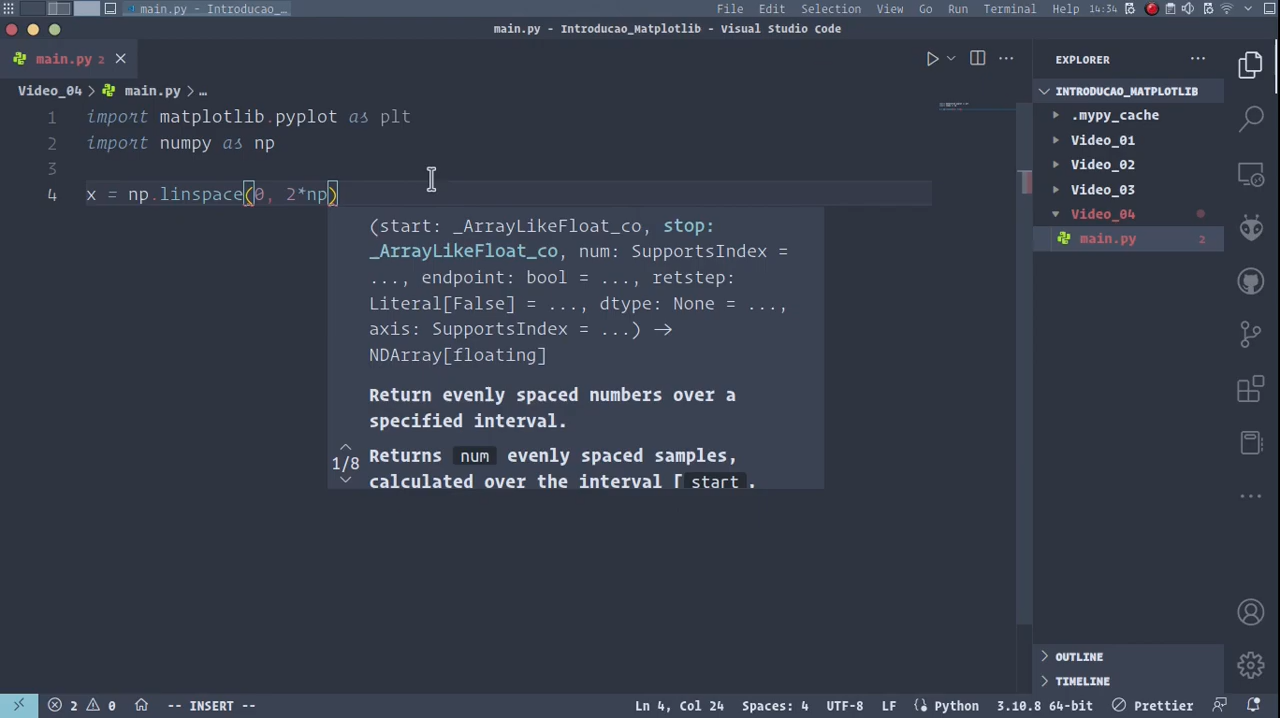 main.py - Introducao_...
File Edit Selection View Go Run Terminal Help 14:34
main.py - Introducao_Matplotlib - Visual Studio Code
main.py 2
EXPLORER
Video_04 > main.py > ...
INTRODUCAO_MATPLOTLIB
.mypy_cache
Video_01
Video_02
Video_03
Video_04
main.py 2
1 import matplotlib.pyplot as plt
2 import numpy as np
3
4 x = np.linspace(0, 2*np)
(start: _ArrayLikeFloat_co, stop:
_ArrayLikeFloat_co, num: SupportsIndex =
..., endpoint: bool = ..., retstep:
Literal[False] = ..., dtype: None = ...,
axis: SupportsIndex = ...) →
NDArray[floating]
Return evenly spaced numbers over a
specified interval.
1/8
Returns num evenly spaced samples,
calculated over the interval [ start,
OUTLINE
TIMELINE
2 0 -- INSERT -- Ln 4, Col 24 Spaces: 4 UTF-8 LF Python 3.10.8 64-bit Prettier